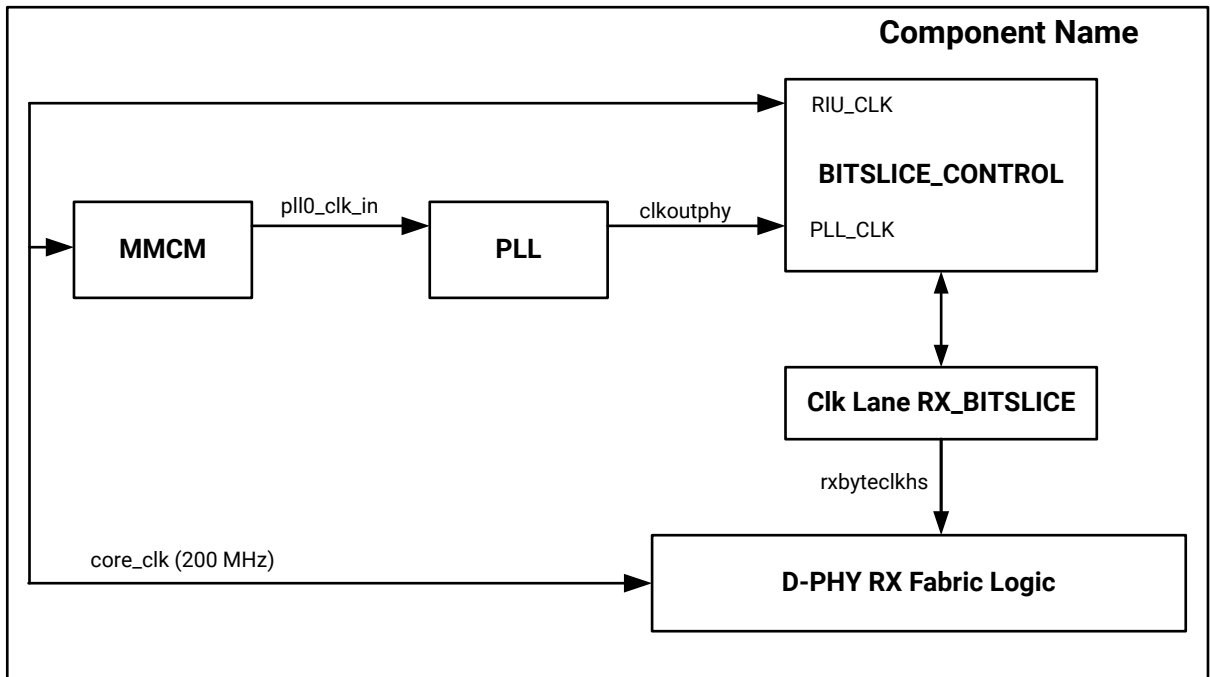 Component Name
RIU_CLK
BITSLICE_CONTROL
pll0_clk_in
clkoutphy
PLL_CLK
MMCM
PLL
Clk Lane RX_BITSLICE
rxbyteclkhs
core_clk (200 MHz)
D-PHY RX Fabric Logic